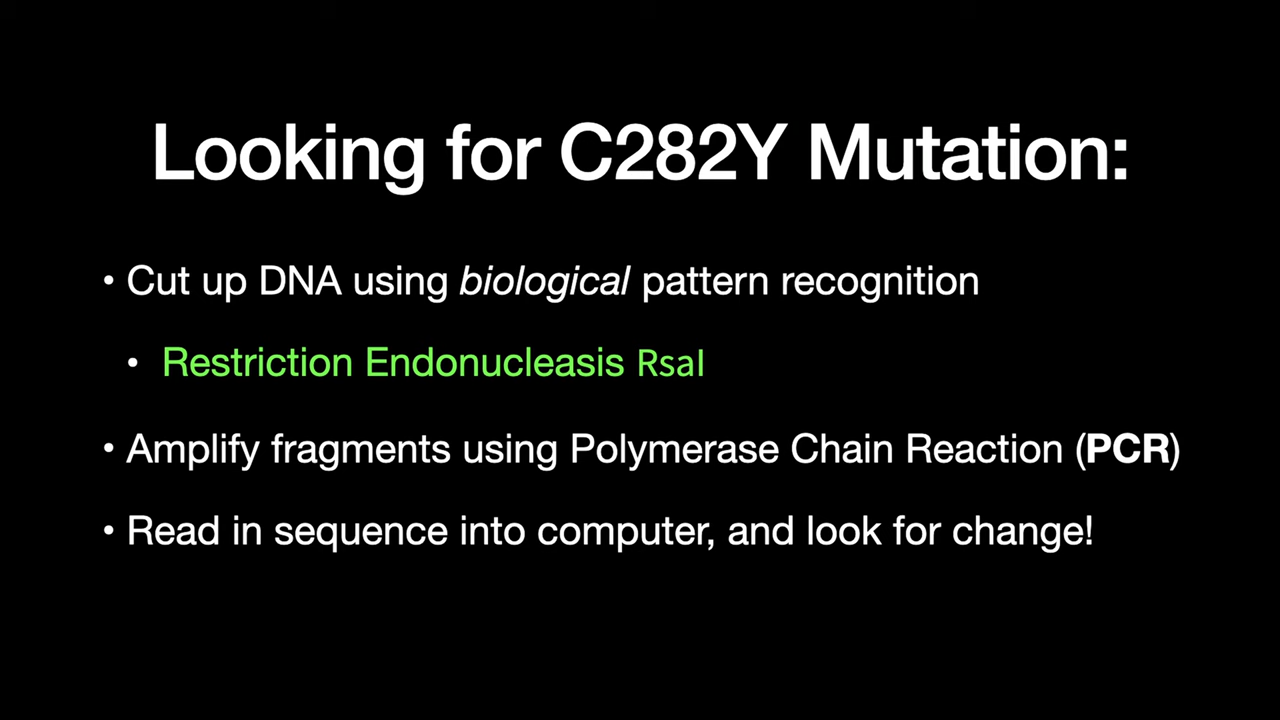 Looking for C282Y Mutation:
• Cut up DNA using biological pattern recognition
• Restriction Endonucleasis RsaI
• Amplify fragments using Polymerase Chain Reaction (PCR)
• Read in sequence into computer, and look for change!